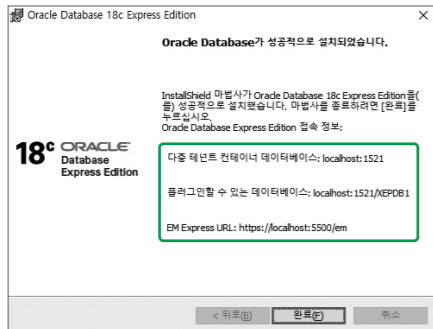 Oracle Database 18c Express Edition
Oracle Database가 성공적으로 설치되었습니다.
InstallShield 마법사가 Oracle Database 18c Express Edition을(
를) 성공적으로 설치했습니다. 마법사를 종료하려면 [완료]를
누르십시오.
Oracle Database Express Edition 접속 정보:
18c ORACLE
Database
Express Edition
다중 테넌트 컨테이너 데이터베이스: localhost:1521
플러그인할 수 있는 데이터베이스: localhost:1521/XEPDB1
EM Express URL: https://localhost:5500/em
< 뒤로(B) 완료(F) 취소